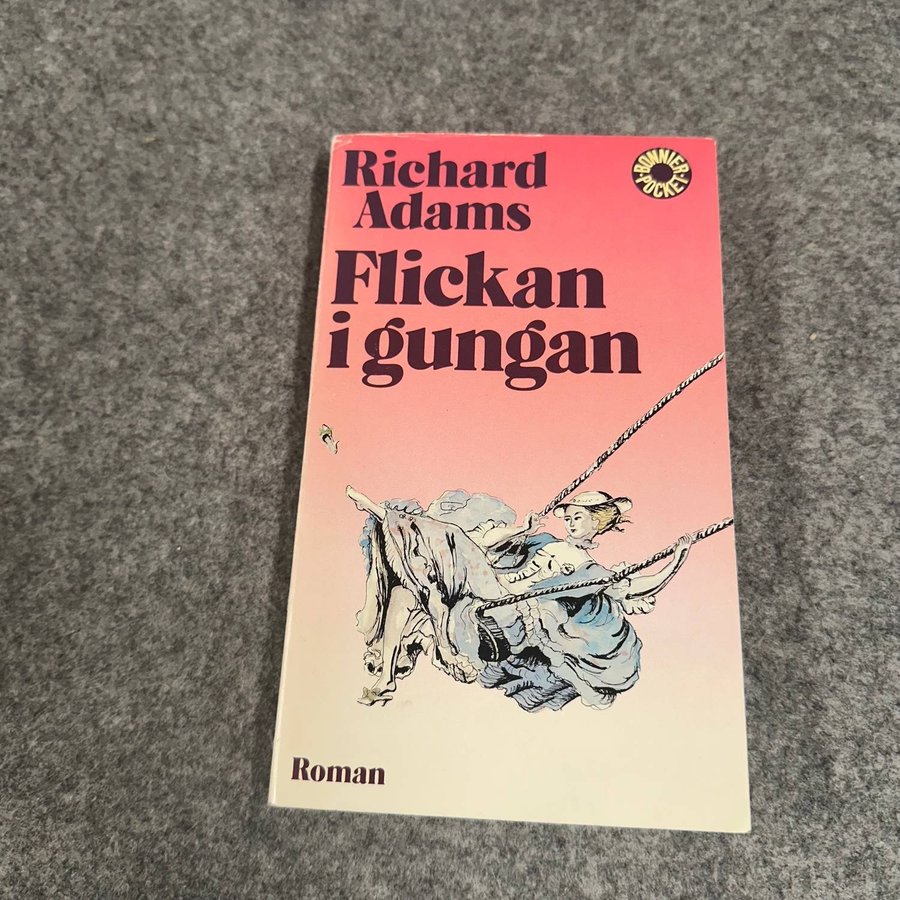 Richard
Adams
BONNIER
POCKET
Flickan
i gungan
Roman